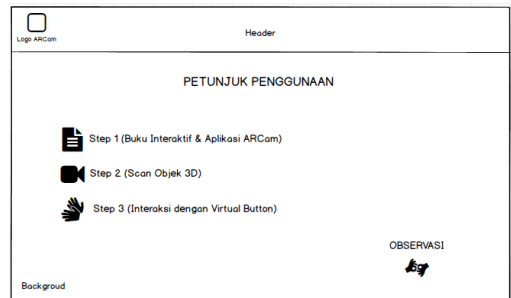 Logo ARCam
Header
PETUNJUK PENGGUNAAN
Step 1 (Buku Interaktif & Aplikasi ARCam)
Step 2 (Scan Objek 3D)
Step 3 (Interaksi dengan Virtual Button)
OBSERVASI
Backgroud